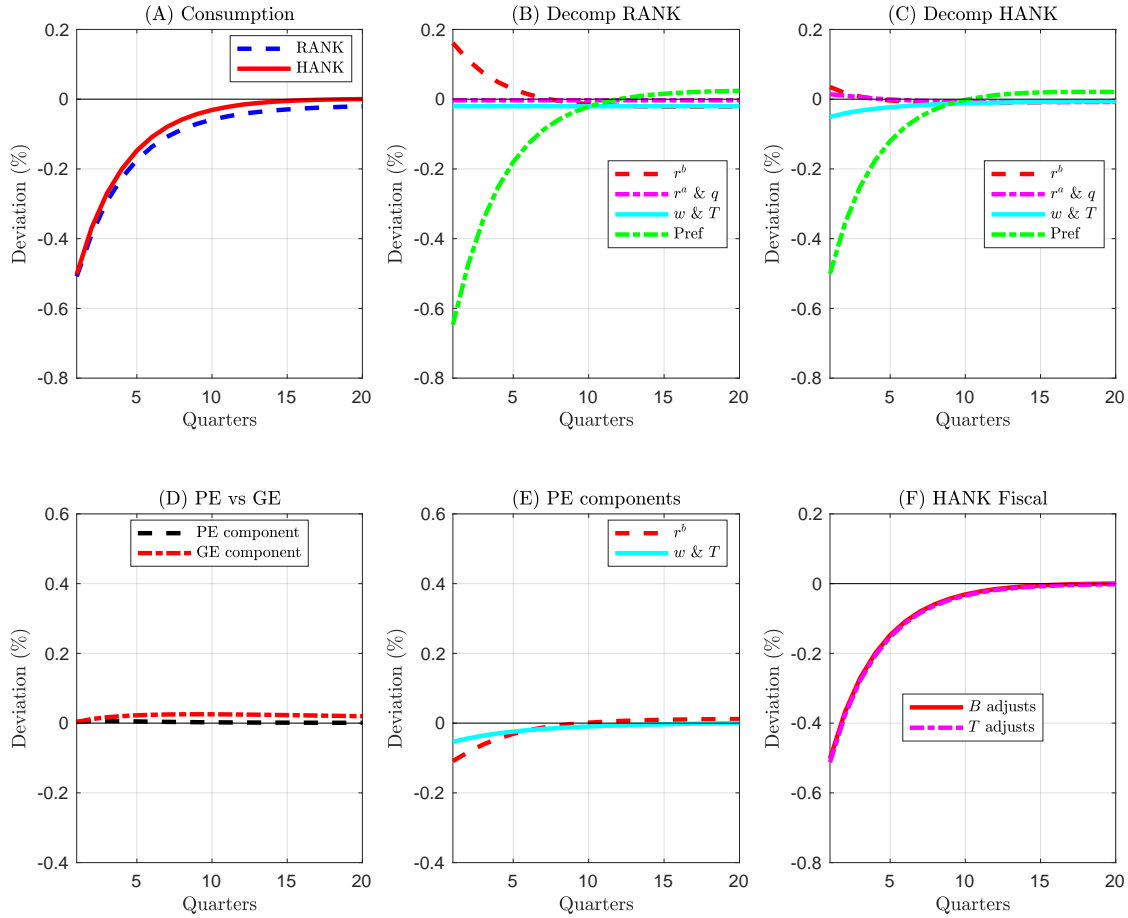 (A) Consumption
0.2
0
-0.2
-0.4
-0.6
-0.8
Deviation (%)
5
10
15
20
Quarters
RANK
HANK
(B) Decomp RANK
0.2
0
-0.2
-0.4
-0.6
-0.8
Deviation (%)
5
10
15
20
Quarters
r^b
r^a & q
w & T
Pref
(C) Decomp HANK
0.2
0
-0.2
-0.4
-0.6
-0.8
Deviation (%)
5
10
15
20
Quarters
r^b
r^a & q
w & T
Pref
(D) PE vs GE
0.6
0.4
0.2
0
-0.2
-0.4
Deviation (%)
5
10
15
20
Quarters
PE component
GE component
(E) PE components
0.6
0.4
0.2
0
-0.2
-0.4
Deviation (%)
5
10
15
20
Quarters
r^b
w & T
(F) HANK Fiscal
0.2
0
-0.2
-0.4
-0.6
-0.8
Deviation (%)
5
10
15
20
Quarters
B adjusts
T adjusts